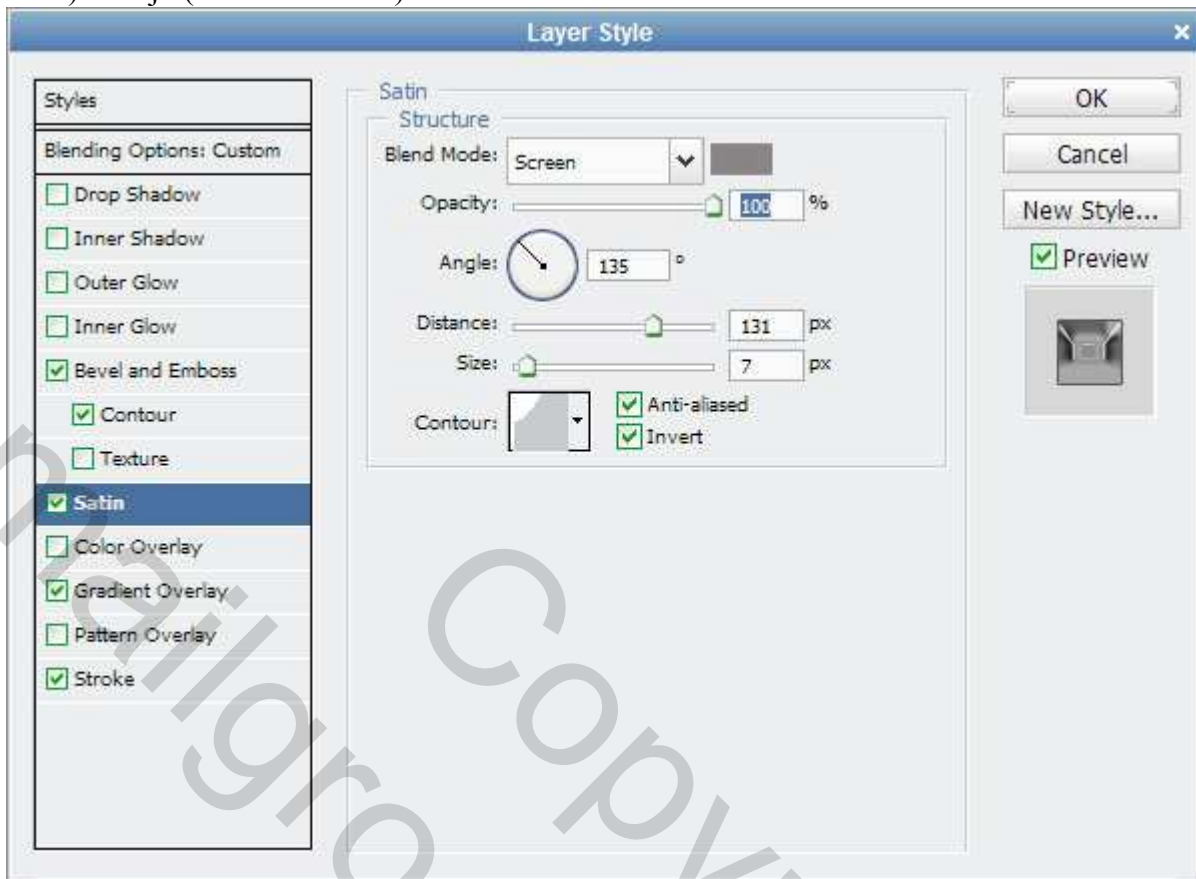 Layer Style
Styles
Blending Options: Custom
Drop Shadow
Inner Shadow
Outer Glow
Inner Glow
Bevel and Emboss
Contour
Texture
Satin
Color Overlay
Gradient Overlay
Pattern Overlay
Stroke
Satin
Structure
Blend Mode: Screen
Opacity: 100 %
Angle: 135 °
Distance: 131 px
Size: 7 px
Contour:
Anti-aliased
Invert
OK
Cancel
New Style...
Preview